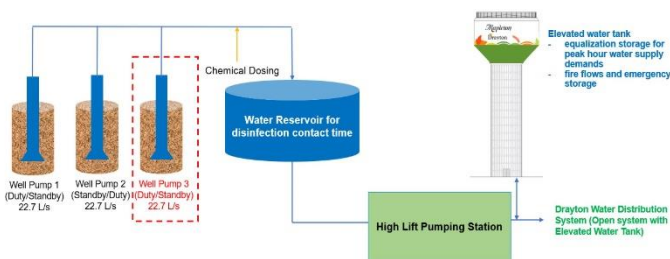 Chemical Dosing
Well Pump 1
(Duty/Standby)
22.7 L/s
Well Pump 2
(Standby/Duty)
22.7 L/s
Well Pump 3
(Duty/Standby)
22.7 L/s
Water Reservoir for
disinfection contact time
High Lift Pumping Station
Drayton
Elevated water tank
- equalization storage for
peak hour water supply
demands
- fire flows and emergency
storage
Drayton Water Distribution
System (Open system with
Elevated Water Tank)